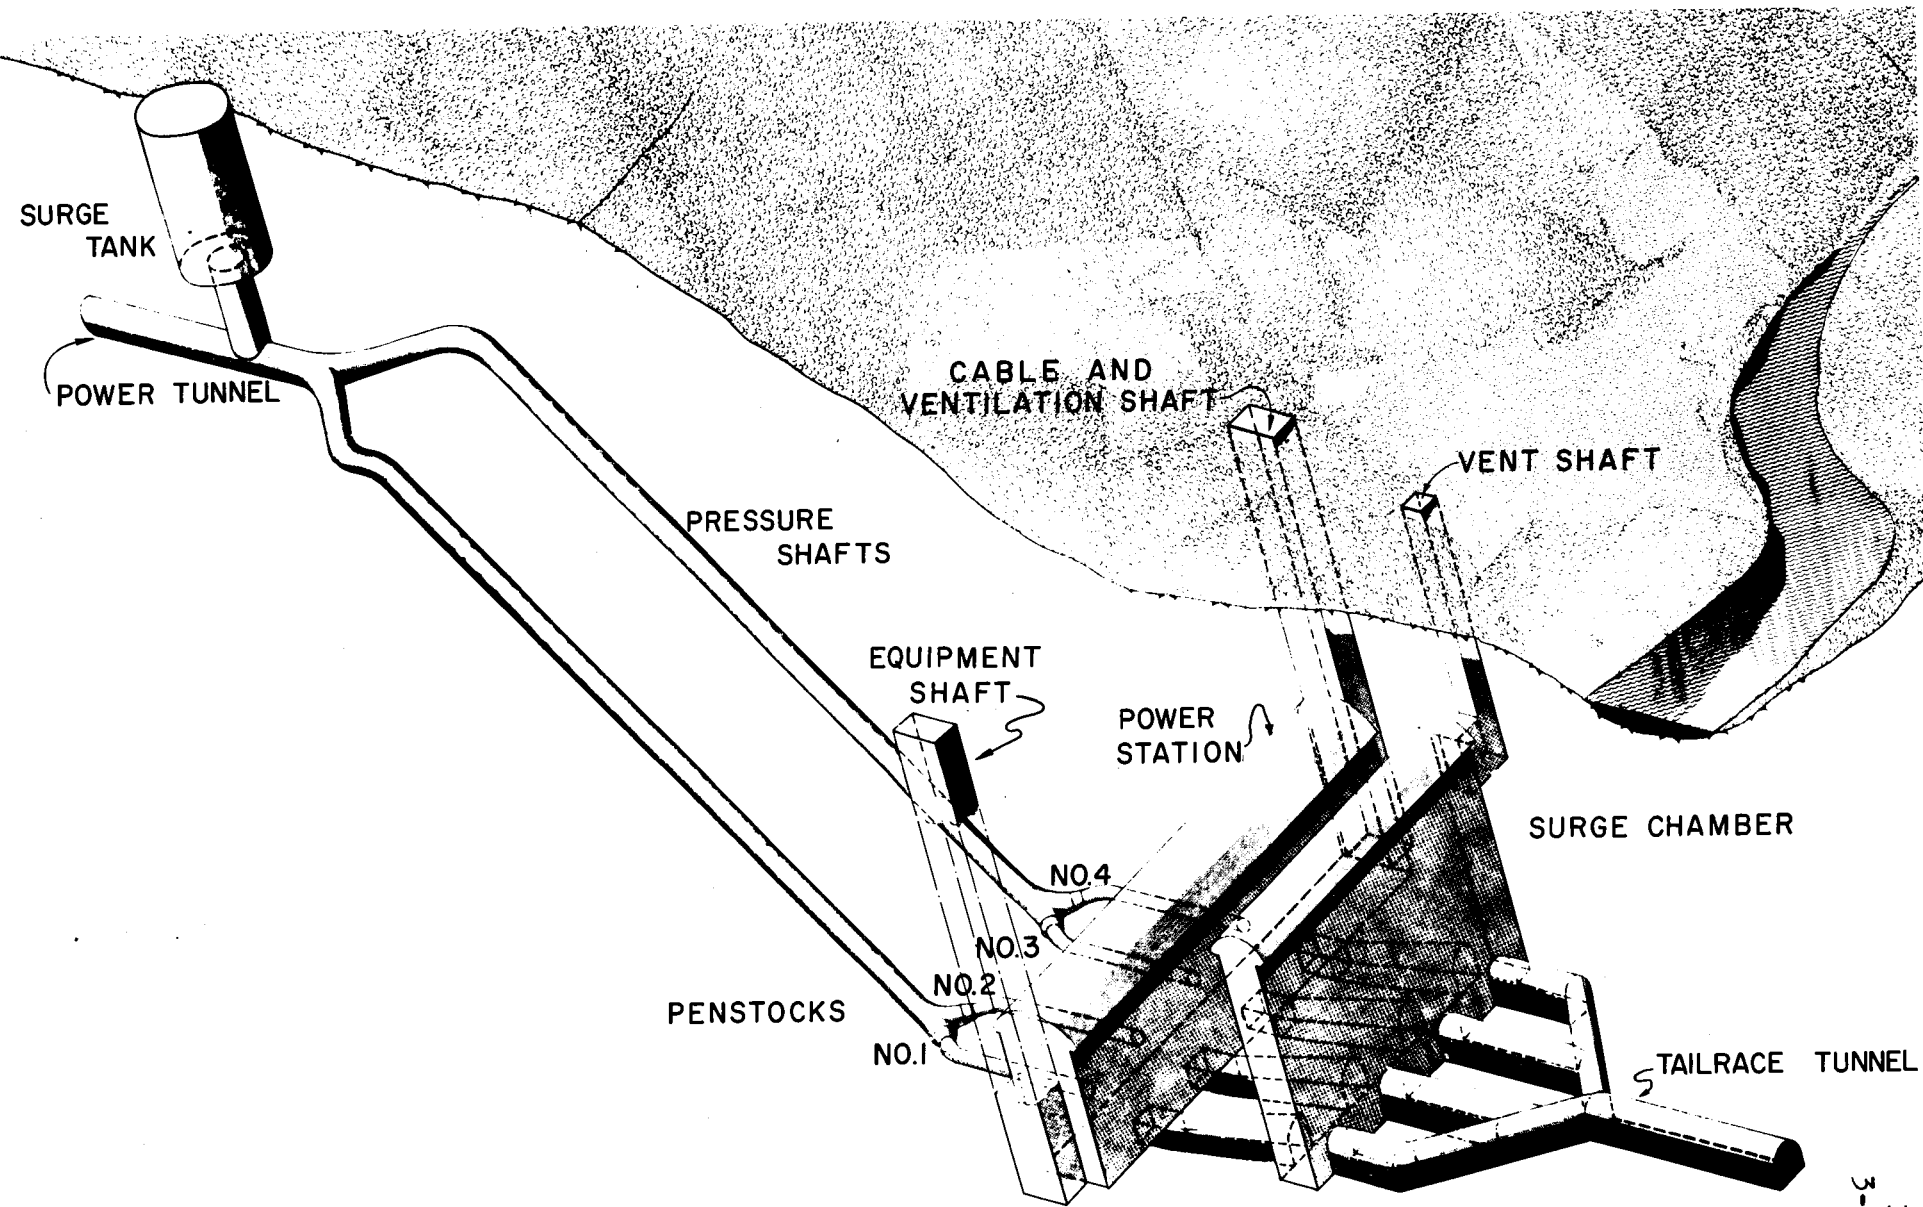 SURGE
TANK
POWER TUNNEL
CABLE AND
VENTILATION SHAFT
VENT SHAFT
PRESSURE
SHAFTS
EQUIPMENT
SHAFT
POWER
STATION
SURGE CHAMBER
NO.4
NO.3
NO.2
PENSTOCKS
NO.1
TAILRACE TUNNEL
3-